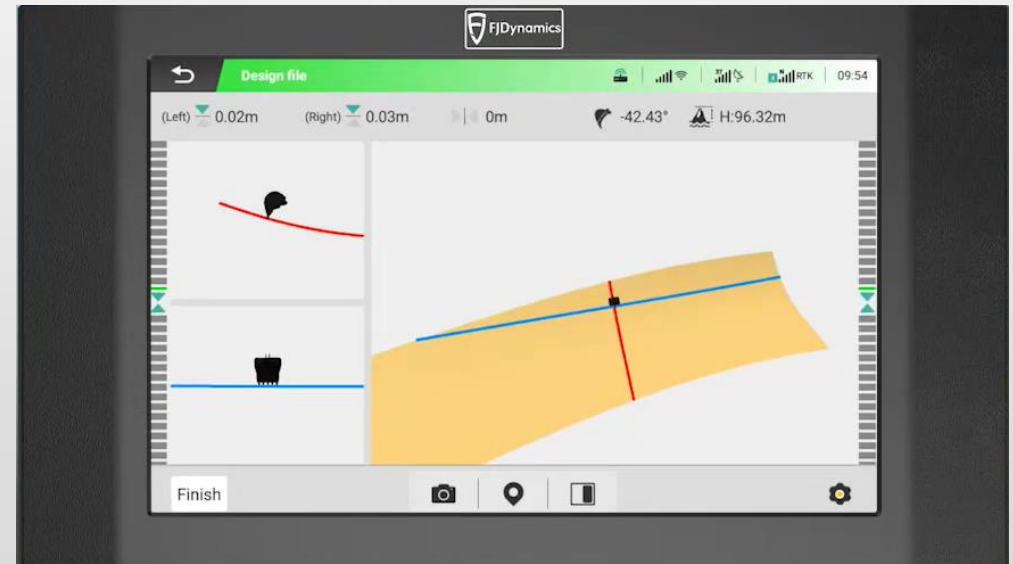 FJDynamics
Design file
RTK
09:54
(Left) 0.02m
(Right) 0.03m
0m
-42.43°
H:96.32m
Finish